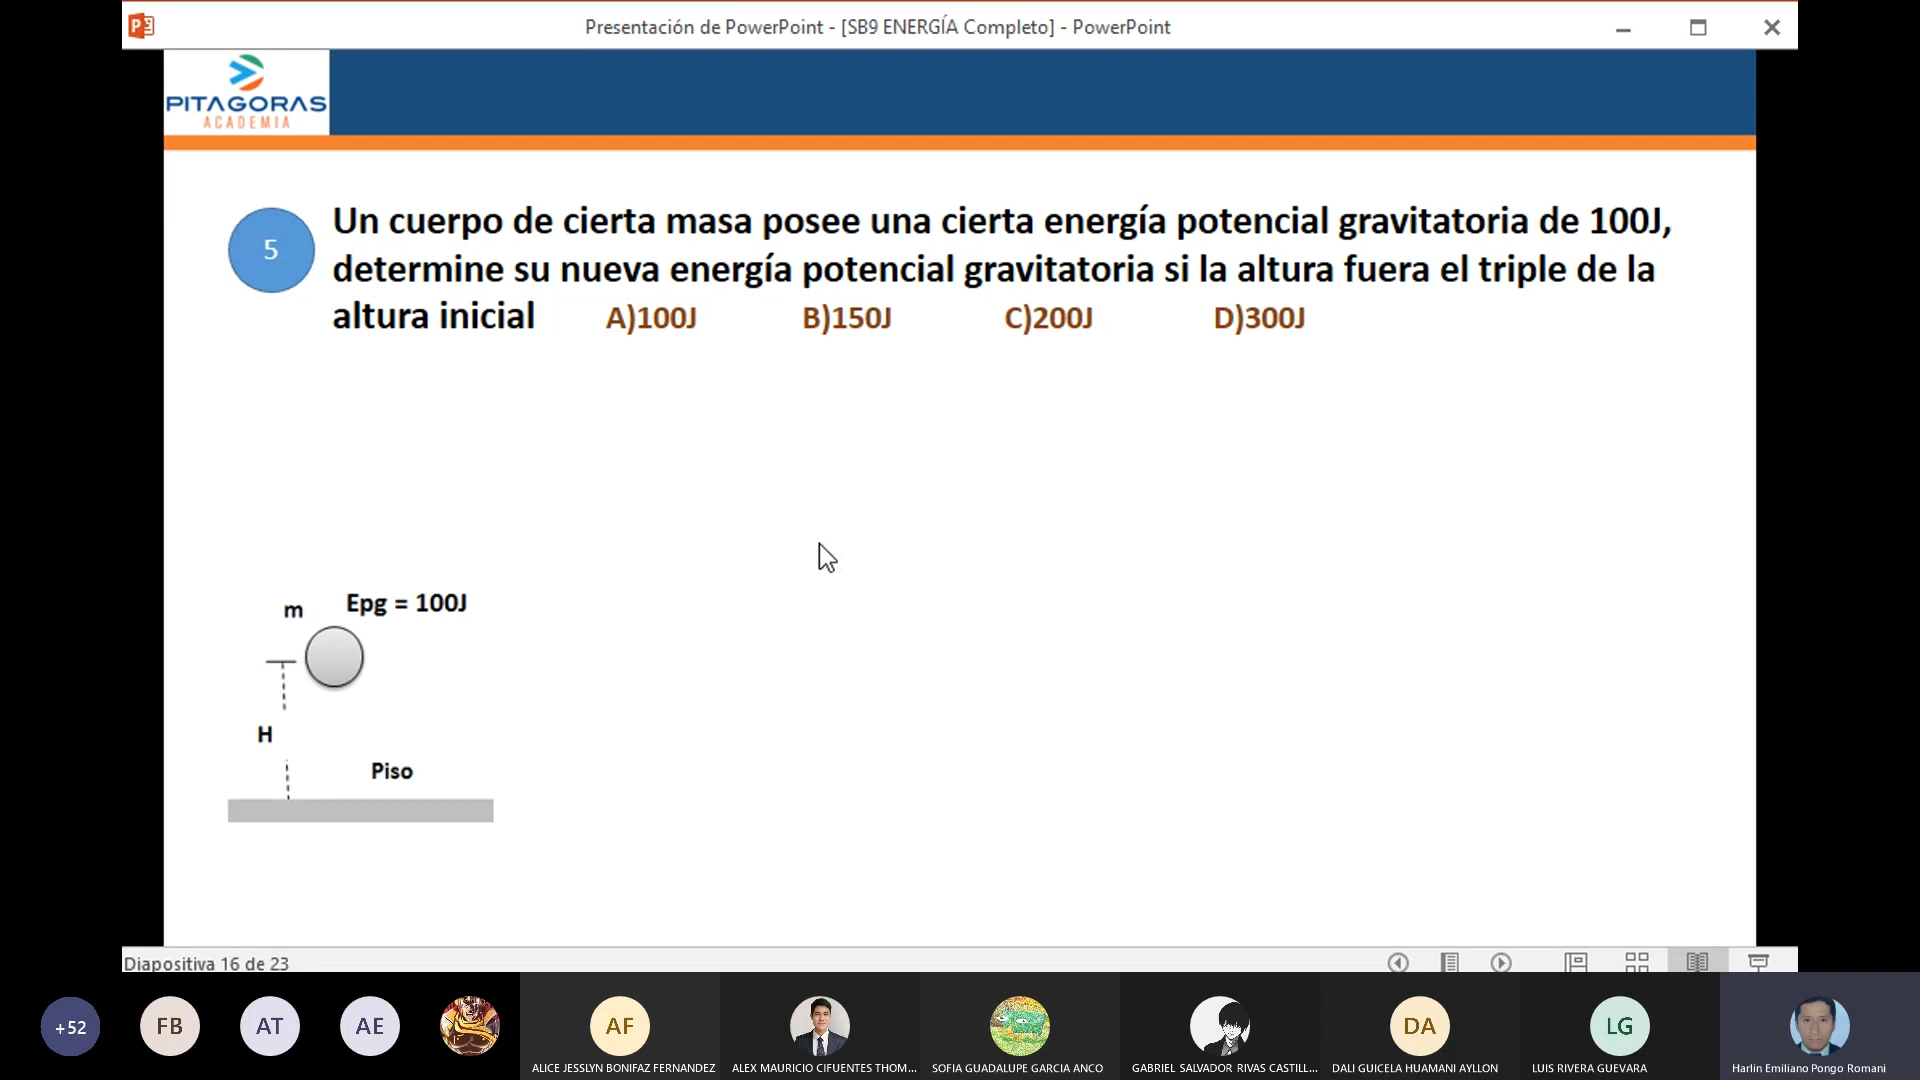 Presentación de PowerPoint - [SB9 ENERGÍA Completo] - PowerPoint
PITAGORAS
ACADEMIA
5
Un cuerpo de cierta masa posee una cierta energía potencial gravitatoria de 100J,
determine su nueva energía potencial gravitatoria si la altura fuera el triple de la
altura inicial A)100J B)150J C)200J D)300J
m Epg = 100J
H
Piso
Diapositiva 16 de 23
+52 FB AT AE AF DA LG
ALICE JESSLYN BONIFAZ FERNANDEZ ALEX MAURICIO CIFUENTES THOM... SOFIA GUADALUPE GARCIA ANCO GABRIEL SALVADOR RIVAS CASTILL... DALI GUICELA HUAMANI AYLLON LUIS RIVERA GUEVARA Harlin Emiliano Pongo Romani